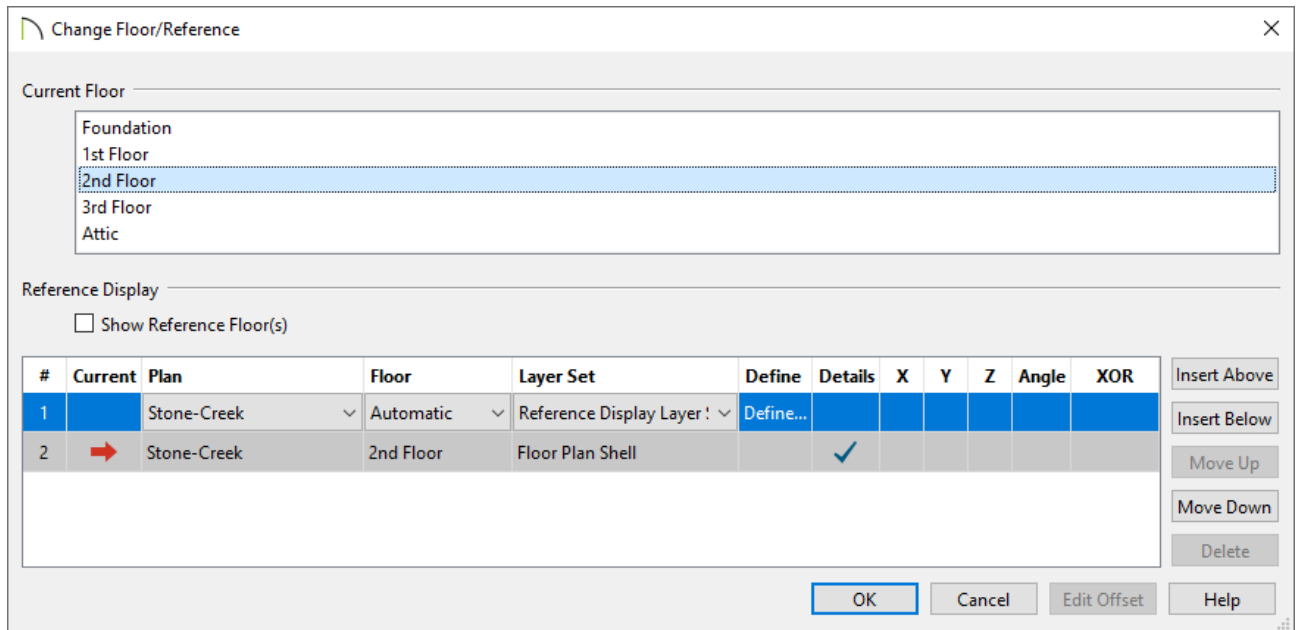 Change Floor/Reference
Current Floor
Foundation
1st Floor
2nd Floor
3rd Floor
Attic
Reference Display
Show Reference Floor(s)
# Current Plan Floor Layer Set Define Details X Y Z Angle XOR
1 Stone-Creek Automatic Reference Display Layer Define...
2 Stone-Creek 2nd Floor Floor Plan Shell
Insert Above
Insert Below
Move Up
Move Down
Delete
OK Cancel Edit Offset Help